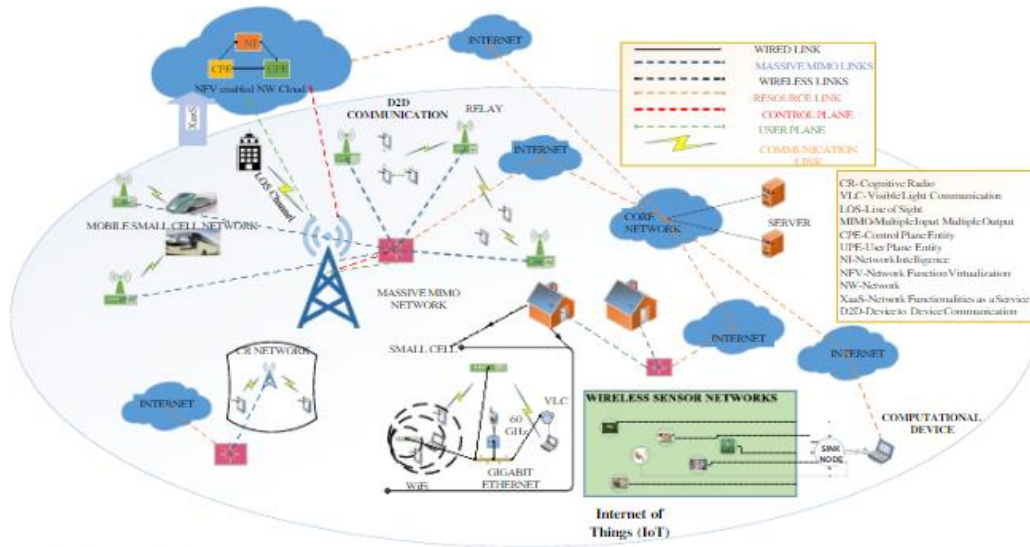 INTERNET
NI
CPE
UPE
NFV enabled NW Cloud
XaaS
D2D
COMMUNICATION
RELAY
INTERNET
LOS Channel
MOBILE SMALL CELL NETWORK
CORE
NETWORK
SERVER
MASSIVE MIMO
NETWORK
WIRED LINK
MASSIVE MIMO LINKS
WIRELESS LINKS
RESOURCE LINK
CONTROL PLANE
USER PLANE
COMMUNICATION
LINK
CR- Cognitive Radio
VLC- Visible Light Communication
LOS-Line of Sight
MIMO-Multiple Input Multiple Output
CPE-Control Plane Entity
UPE-User Plane Entity
NI-Network Intelligence
NFV-Network Function Virtualization
NW-Network
XaaS-Network Functionalities as a Service
D2D-Device to Device Communication
SMALL CELL
CR NETWORK
INTERNET
INTERNET
INTERNET
VLC
60
GHz
WiFi
GIGABIT
ETHERNET
WIRELESS SENSOR NETWORKS
SINK
NODE
COMPUTATIONAL
DEVICE
Internet of
Things (IoT)